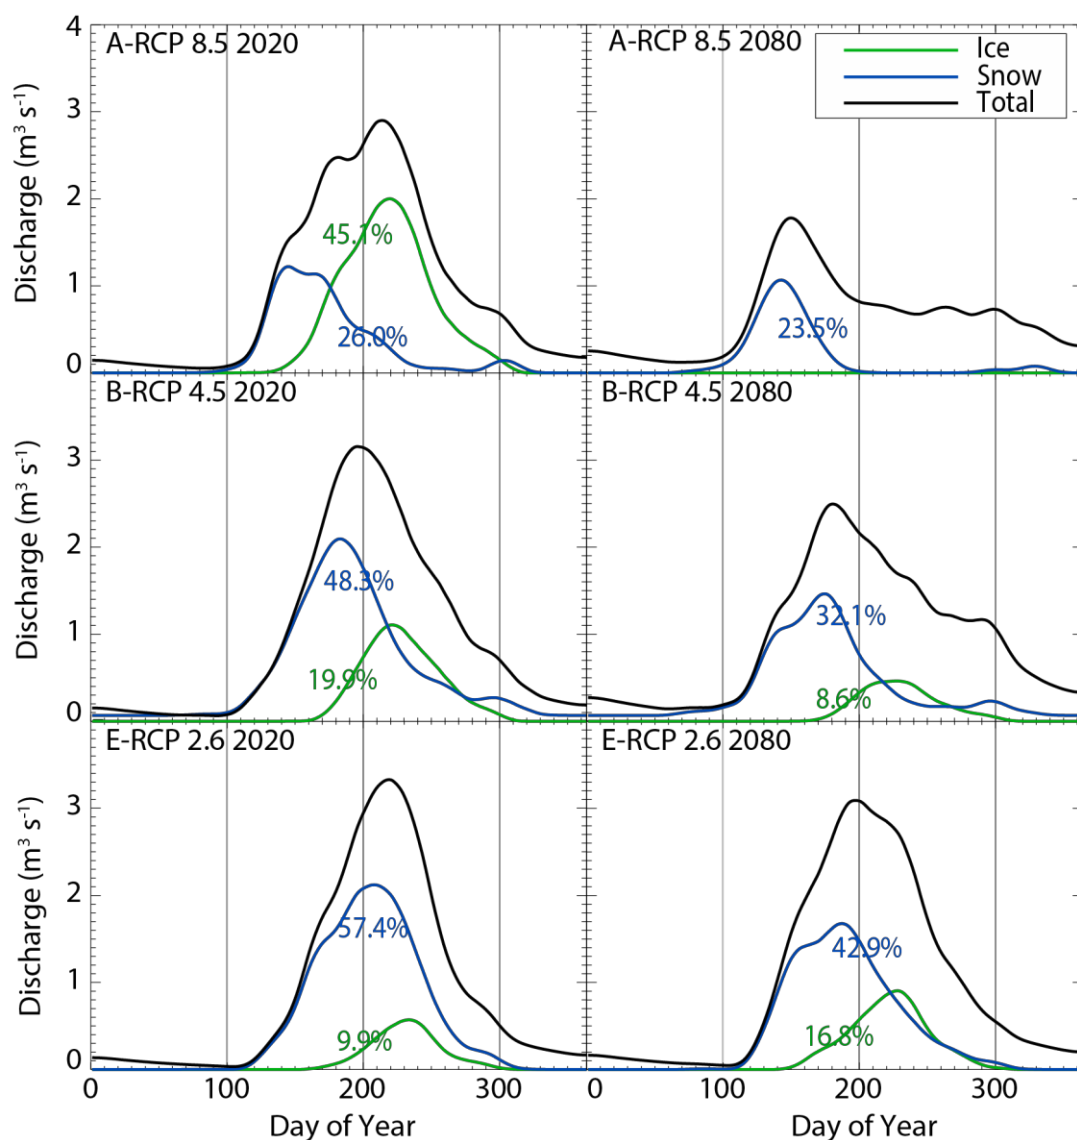 A-RCP 8.5 2020
A-RCP 8.5 2080
Ice
Snow
Total
4
3
2
1
0
Discharge (m³ s⁻¹)
45.1%
26.0%
23.5%
B-RCP 4.5 2020
B-RCP 4.5 2080
3
2
1
0
Discharge (m³ s⁻¹)
48.3%
19.9%
32.1%
8.6%
E-RCP 2.6 2020
E-RCP 2.6 2080
3
2
1
0
Discharge (m³ s⁻¹)
57.4%
9.9%
42.9%
16.8%
0 100 200 300
0 100 200 300
Day of Year
Day of Year